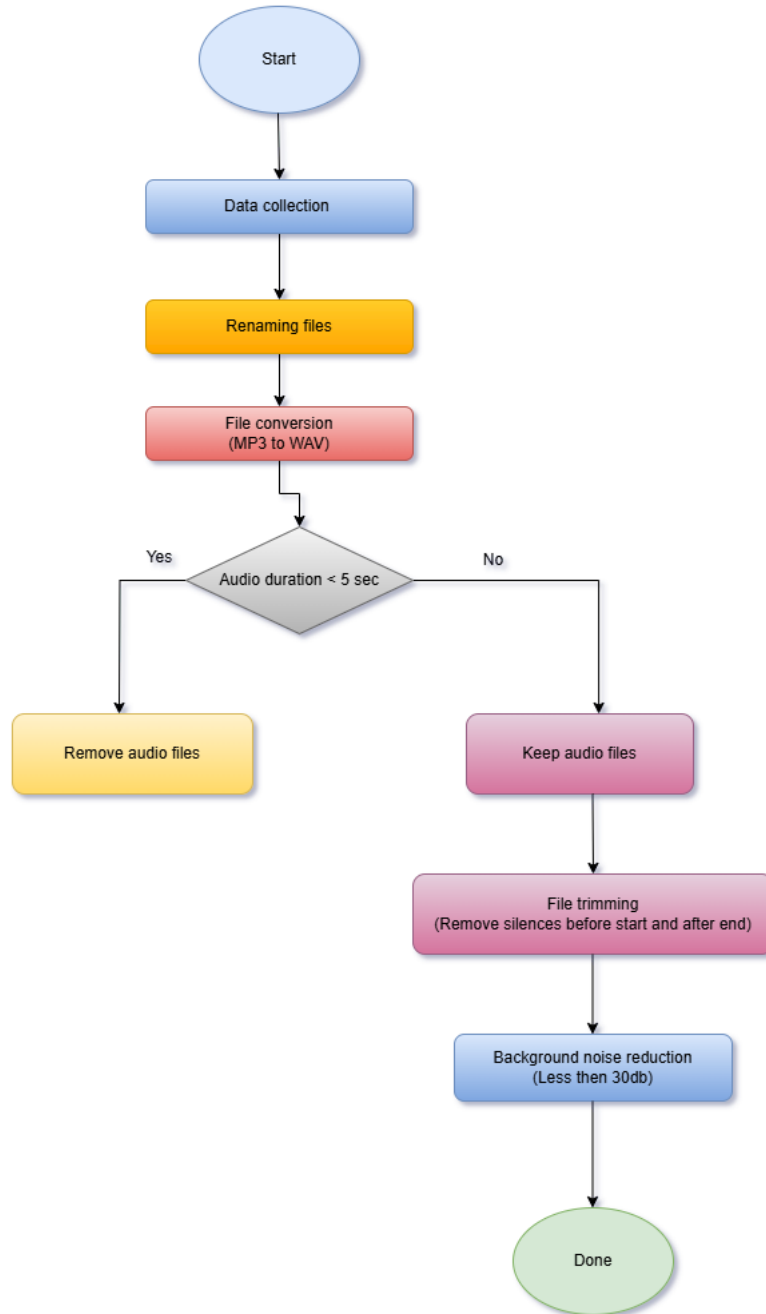 Start
Data collection
Renaming files
File conversion
(MP3 to WAV)
Yes
No
Audio duration < 5 sec
Remove audio files
Keep audio files
File trimming
(Remove silences before start and after end)
Background noise reduction
(Less then 30db)
Done